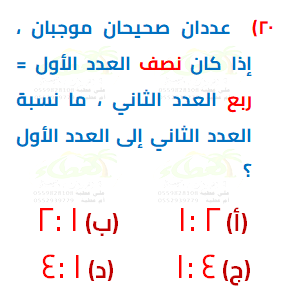 ٢٠) عددان صحيحان موجبان ،
إذا كان نصف العدد الأول =
ربع العدد الثاني ، ما نسبة
العدد الثاني إلى العدد الأول
؟
(أ) ٢ : ١ (ب) ١ : ٢
(ج) ٤ : ١ (د) ١ : ٤